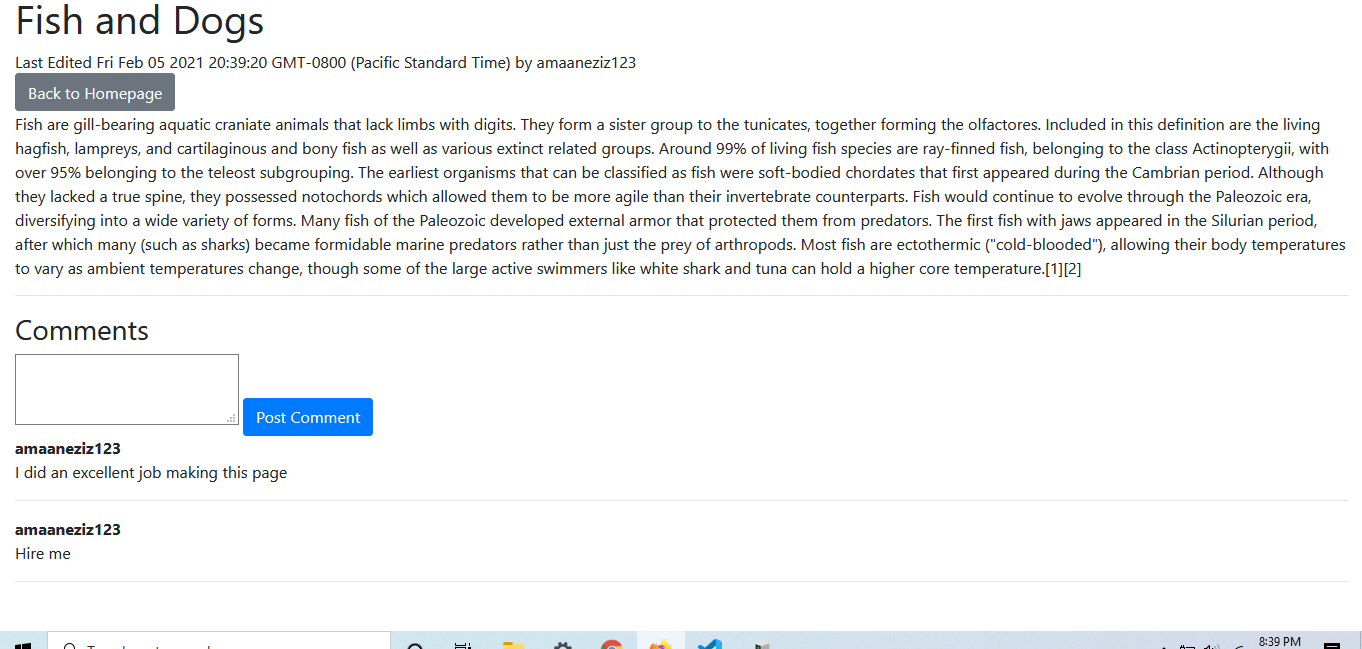 Fish and Dogs
Last Edited Fri Feb 05 2021 20:39:20 GMT-0800 (Pacific Standard Time) by amaaneziz123
Back to Homepage
Fish are gill-bearing aquatic craniate animals that lack limbs with digits. They form a sister group to the tunicates, together forming the olfactores. Included in this definition are the living
hagfish, lampreys, and cartilaginous and bony fish as well as various extinct related groups. Around 99% of living fish species are ray-finned fish, belonging to the class Actinopterygii, with
over 95% belonging to the teleost subgrouping. The earliest organisms that can be classified as fish were soft-bodied chordates that first appeared during the Cambrian period. Although
they lacked a true spine, they possessed notochords which allowed them to be more agile than their invertebrate counterparts. Fish would continue to evolve through the Paleozoic era,
diversifying into a wide variety of forms. Many fish of the Paleozoic developed external armor that protected them from predators. The first fish with jaws appeared in the Silurian period,
after which many (such as sharks) became formidable marine predators rather than just the prey of arthropods. Most fish are ectothermic ("cold-blooded"), allowing their body temperatures
to vary as ambient temperatures change, though some of the large active swimmers like white shark and tuna can hold a higher core temperature.[1][2]
Comments
Post Comment
amaaneziz123
I did an excellent job making this page
amaaneziz123
Hire me
8:39 PM